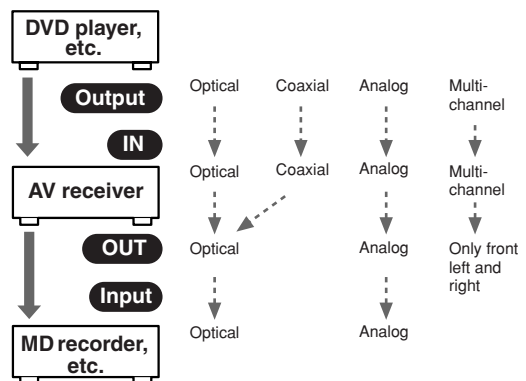 DVD player,
etc.
Output
Optical Coaxial Analog Multi-
channel
IN
AV receiver
Optical Coaxial Analog Multi-
channel
OUT
Optical Analog Only front
left and
right
Input
MD recorder,
etc.
Optical Analog